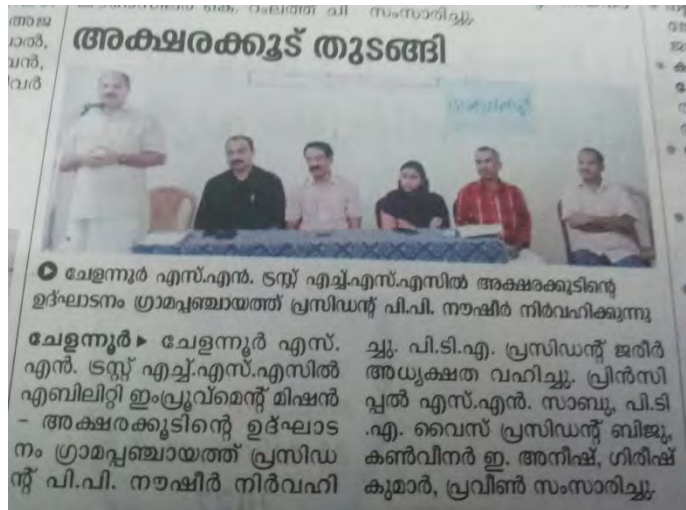 സംസാരിച്ചു.
അക്ഷരക്കൂട് തുടങ്ങി
ചേളന്നൂർ എസ്.എൻ. ട്രസ്റ്റ് എച്ച്.എസ്.എസിൽ അക്ഷരക്കൂടിന്റെ
ഉദ്ഘാടനം ഗ്രാമപ്പഞ്ചായത്ത് പ്രസിഡന്റ് പി.പി. നൗഷീർ നിർവഹിക്കുന്നു
ചേളന്നൂർ ▸ ചേളന്നൂർ എസ്.
എൻ. ട്രസ്റ്റ് എച്ച്.എസ്.എസിൽ
എബിലിറ്റി ഇംപ്രൂവ്മെന്റ് മിഷൻ
– അക്ഷരക്കൂടിന്റെ ഉദ്ഘാട
നം ഗ്രാമപ്പഞ്ചായത്ത് പ്രസിഡ
ന്റ് പി.പി. നൗഷീർ നിർവഹി
ച്ചു. പി.ടി.എ. പ്രസിഡന്റ് ജരീർ
അധ്യക്ഷത വഹിച്ചു. പ്രിൻസി
പ്പൽ എസ്.എൻ. സാബു, പി.ടി
.എ. വൈസ് പ്രസിഡന്റ് ബിജു,
കൺവീനർ ഇ. അനീഷ്, ഗിരീഷ്
കുമാർ, പ്രവീൺ സംസാരിച്ചു.